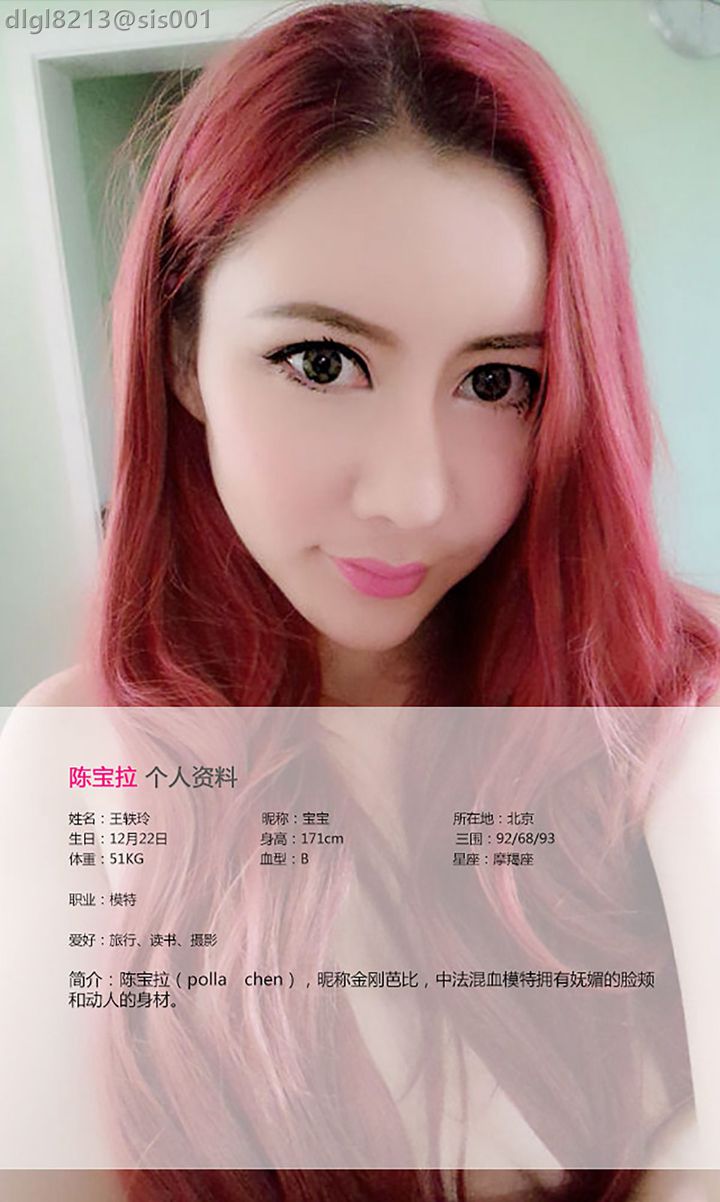 dlgl8213@sis001
陈宝拉 个人资料
姓名：王轶玲 昵称：宝宝 所在地：北京
生日：12月22日 身高：171cm 三围：92/68/93
体重：51KG 血型：B 星座：摩羯座
职业：模特
爱好：旅行、读书、摄影
简介：陈宝拉（polla chen），昵称金刚芭比，中法混血模特拥有妩媚的脸颊
和动人的身材。